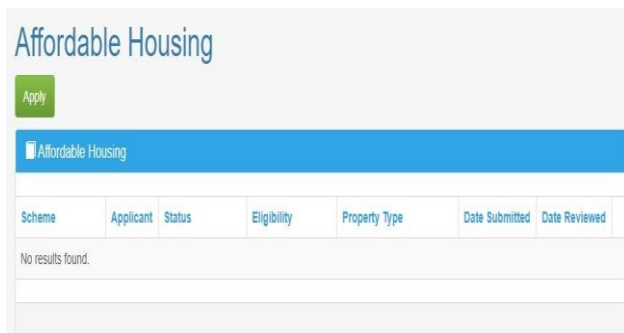 Affordable Housing
Apply
Affordable Housing
Scheme Applicant Status Eligibility Property Type Date Submitted Date Reviewed
No results found.